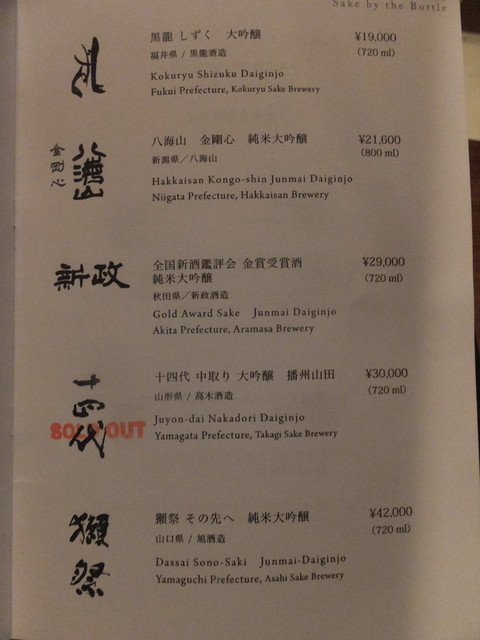 Sake by the Bottle
黒龍 しずく 大吟醸 ¥19,000
福井県 / 黒龍酒造 (720 ml)
Kokuryu Shizuku Daiginjo
Fukui Prefecture, Kokuryu Sake Brewery
八海山
金剛心
八海山 金剛心 純米大吟醸 ¥21,600
新潟県／八海山 (800 ml)
Hakkaisan Kongo-shin Junmai Daiginjo
Niigata Prefecture, Hakkaisan Brewery
新政
全国新酒鑑評会 金賞受賞酒 ¥29,000
純米大吟醸 (720 ml)
秋田県／新政酒造
Gold Award Sake Junmai Daiginjo
Akita Prefecture, Aramasa Brewery
十四代
SOLD OUT
十四代 中取り 大吟醸 播州山田 ¥30,000
山形県 / 高木酒造 (720 ml)
Juyon-dai Nakadori Daiginjo
Yamagata Prefecture, Takagi Sake Brewery
獺祭
獺祭 その先へ 純米大吟醸 ¥42,000
山口県 / 旭酒造 (720 ml)
Dassai Sono-Saki Junmai-Daiginjo
Yamaguchi Prefecture, Asahi Sake Brewery